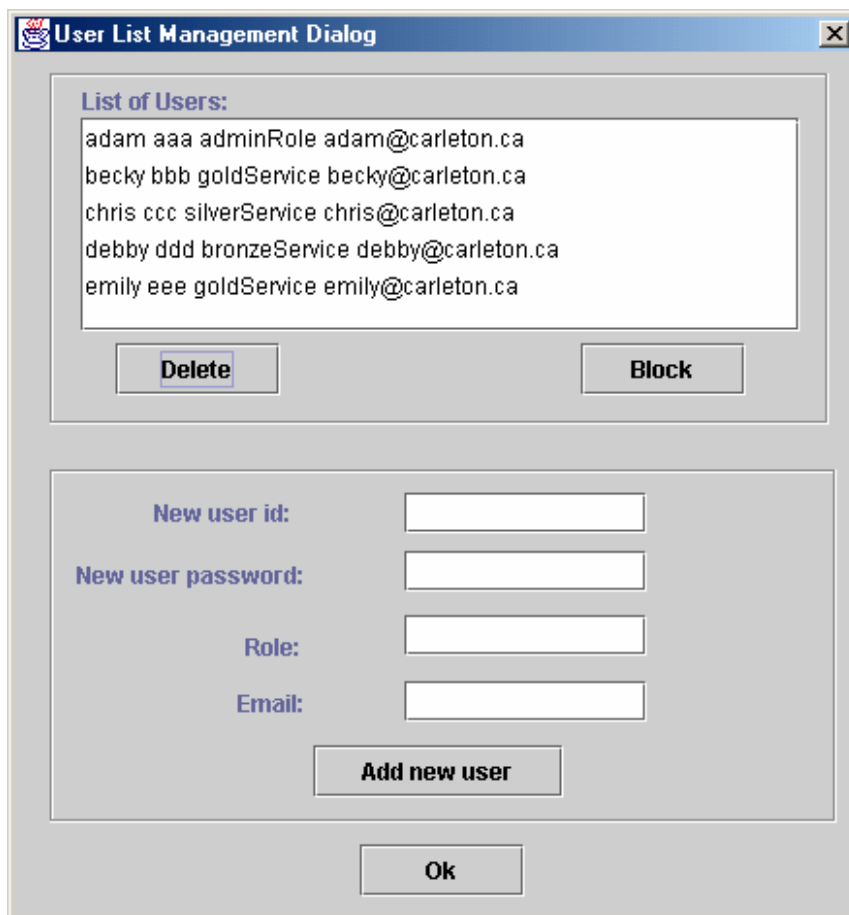 User List Management Dialog
List of Users:
adam aaa adminRole adam@carleton.ca
becky bbb goldService becky@carleton.ca
chris ccc silverService chris@carleton.ca
debby ddd bronzeService debby@carleton.ca
emily eee goldService emily@carleton.ca
Delete Block
New user id:
New user password:
Role:
Email:
Add new user
Ok